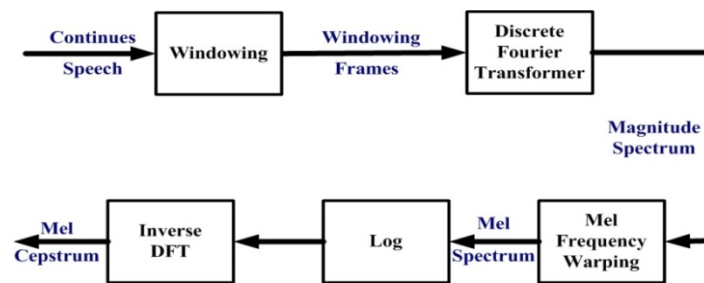 Continues
Speech
Windowing
Windowing
Frames
Discrete
Fourier
Transformer
Magnitude
Spectrum
Mel
Cepstrum
Inverse
DFT
Log
Mel
Spectrum
Mel
Frequency
Warping